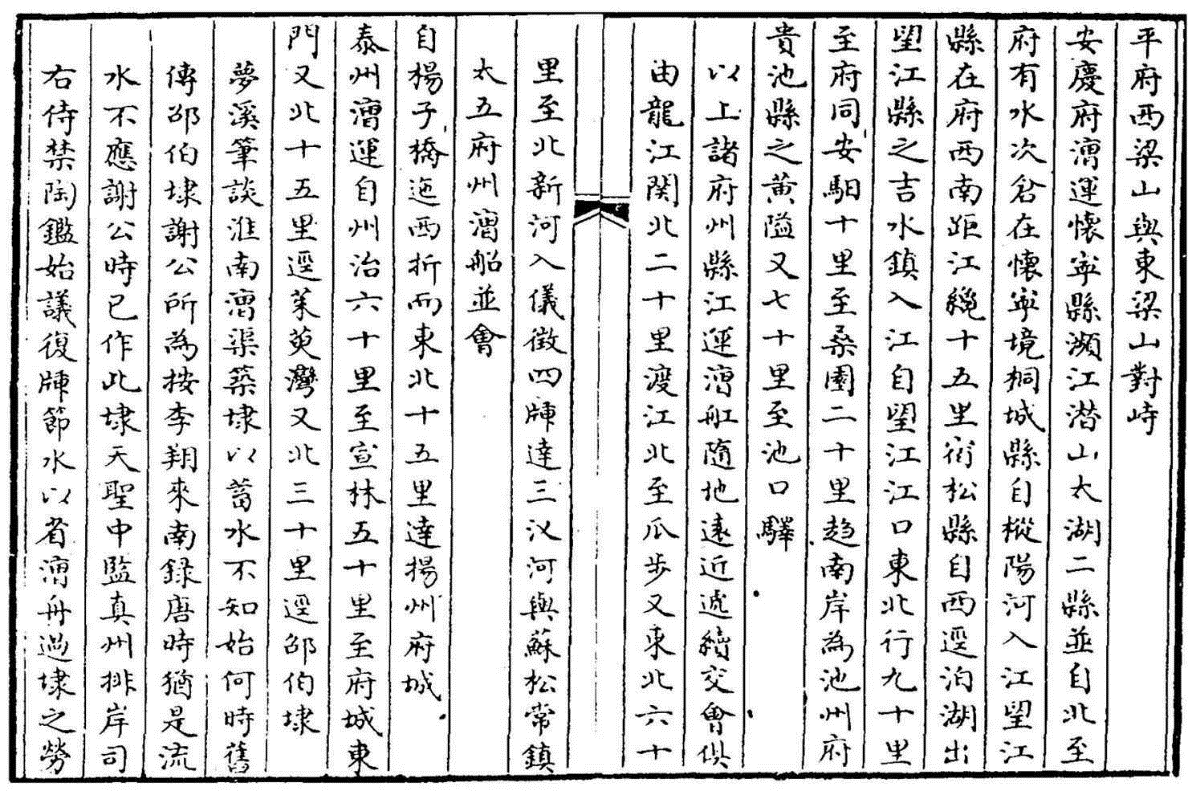 平府西梁山與東梁山對峙
安慶府漕運懷寧縣瀕江潛山太湖二縣並自北至
府有水次倉在懷寧境桐城縣自樅陽河入江望江
縣在府西南距江纔十五里宿松縣自西逕泊湖出
望江縣之吉水鎮入江自望江江口東北行九十里
至府同安馹十里至桑園二十里趋南岸為池州府
貴池縣之黄隘又七十里至池口驛
以上諸府州縣江運漕舡隨地遠近遞續交會俱
由龍江関北二十里渡江北至瓜步又東北六十
里至北新河入儀徵四牐達三汊河與蘇松常鎮
太五府州漕船並會
自揚子橋迤西折而東北十五里達揚州府城
泰州漕運自州治六十里至宣林五十里至府城東
門又北十五里逕茱萸灣又北三十里逕邵伯埭
夢溪筆談淮南漕渠築埭以蓄水不知始何時舊
傳邵伯埭謝公所為按李翔來南錄唐時猶是流
水不應謝公時已作此埭天聖中監真州排岸司
右侍禁陶鑑始議復牐節水以省漕舟過埭之勞